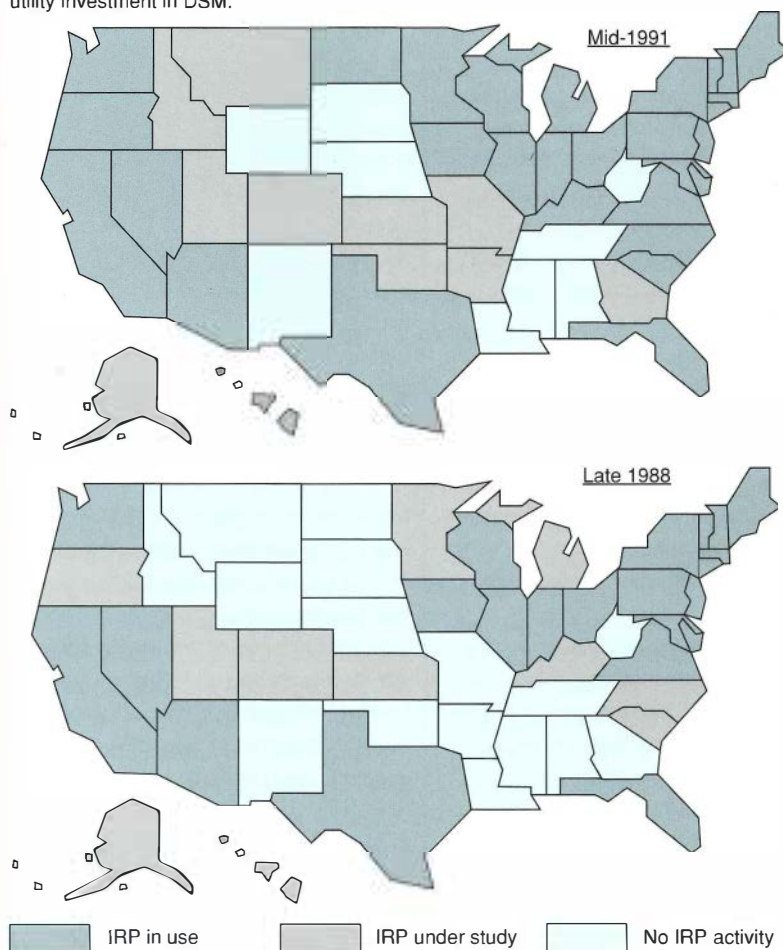 utility investment in DSM.
Mid-1991
Late 1988
IRP in use
IRP under study
No IRP activity